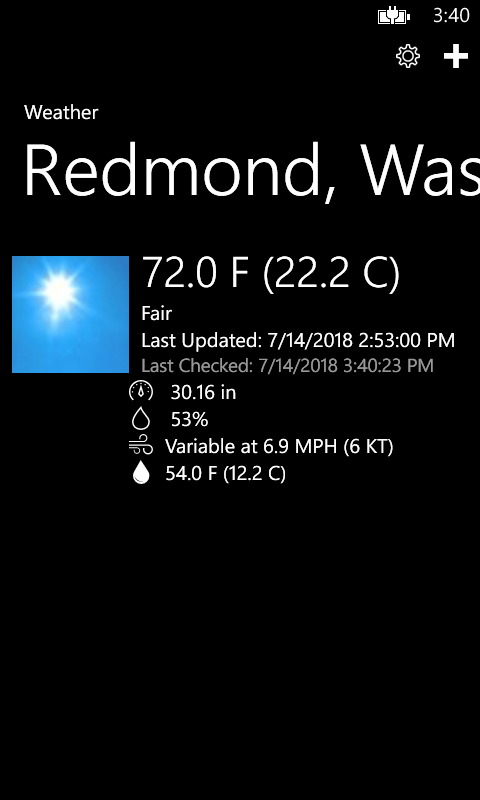 3:40
Weather
Redmond, Was
72.0 F (22.2 C)
Fair
Last Updated: 7/14/2018 2:53:00 PM
Last Checked: 7/14/2018 3:40:23 PM
30.16 in
53%
Variable at 6.9 MPH (6 KT)
54.0 F (12.2 C)